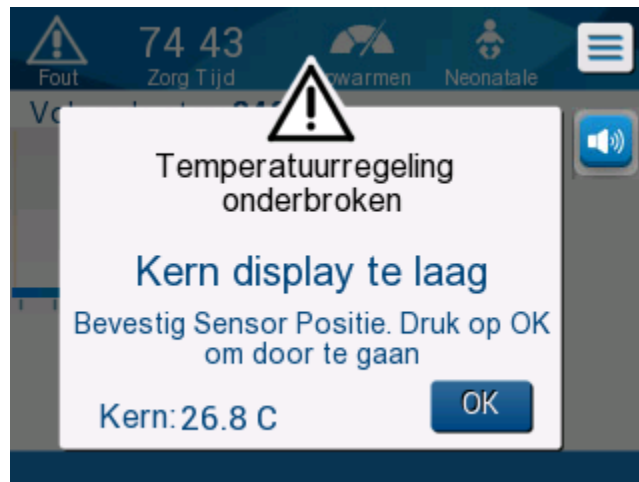 74 43
Fout
Zorg Tijd
Neonatale
Temperatuurregeling
onderbroken
Kern display te laag
Bevestig Sensor Positie. Druk op OK
om door te gaan
Kern: 26.8 C
OK